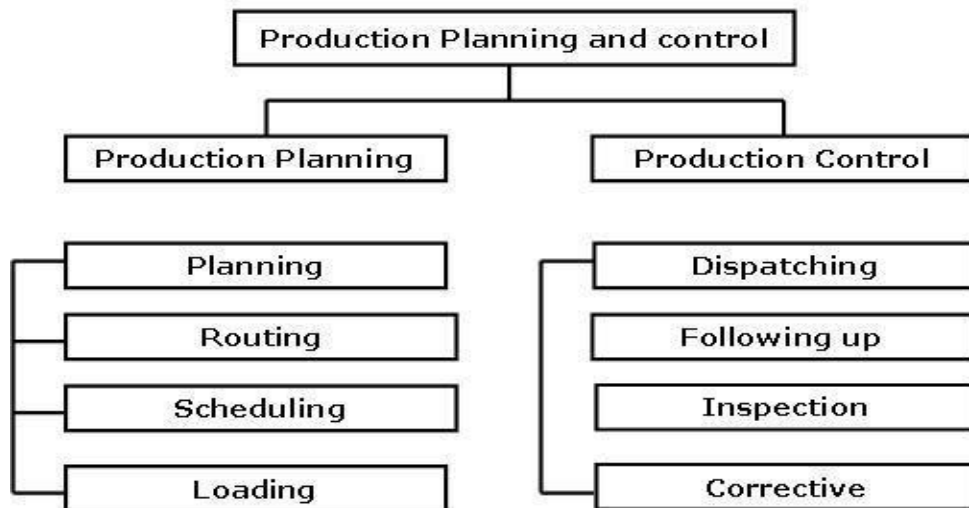 Production Planning and control
Production Planning
Production Control
Planning
Routing
Scheduling
Loading
Dispatching
Following up
Inspection
Corrective